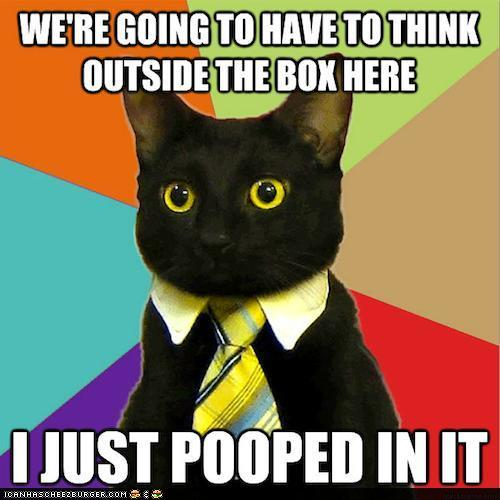 WE'RE GOING TO HAVE TO THINK
OUTSIDE THE BOX HERE
I JUST POOPED IN IT
ICANHASCHEEZBURGER.COM